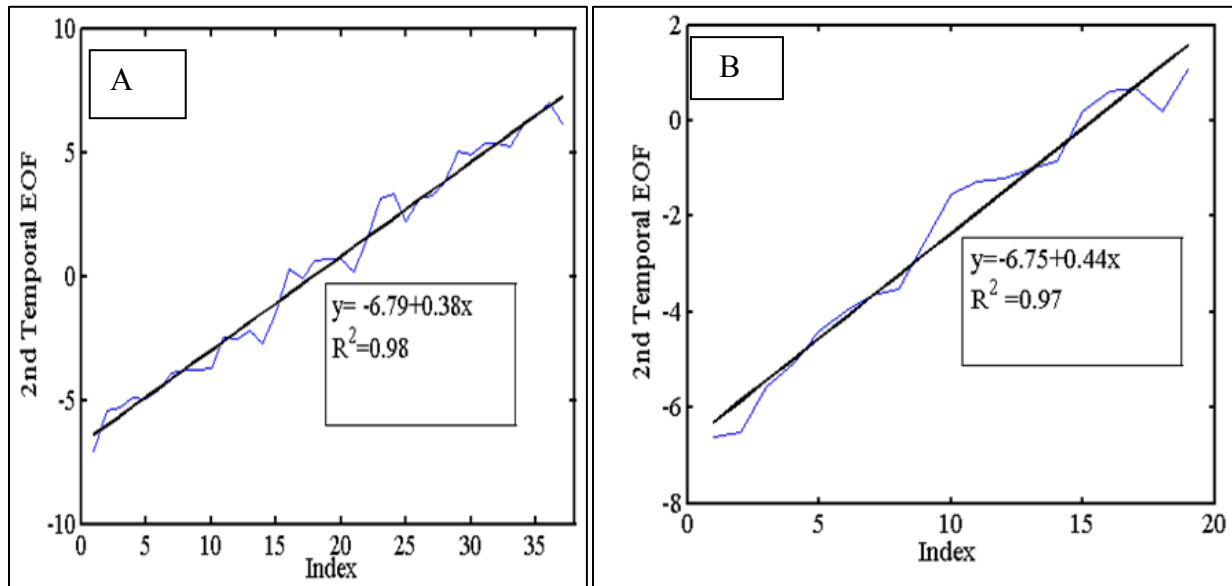 A
2nd Temporal EOF
10
5
0
-5
-10
y= -6.79+0.38x
R²=0.98
0 5 10 15 20 25 30 35
Index
B
2nd Temporal EOF
2
0
-2
-4
-6
-8
y=-6.75+0.44x
R² =0.97
0 5 10 15 20
Index